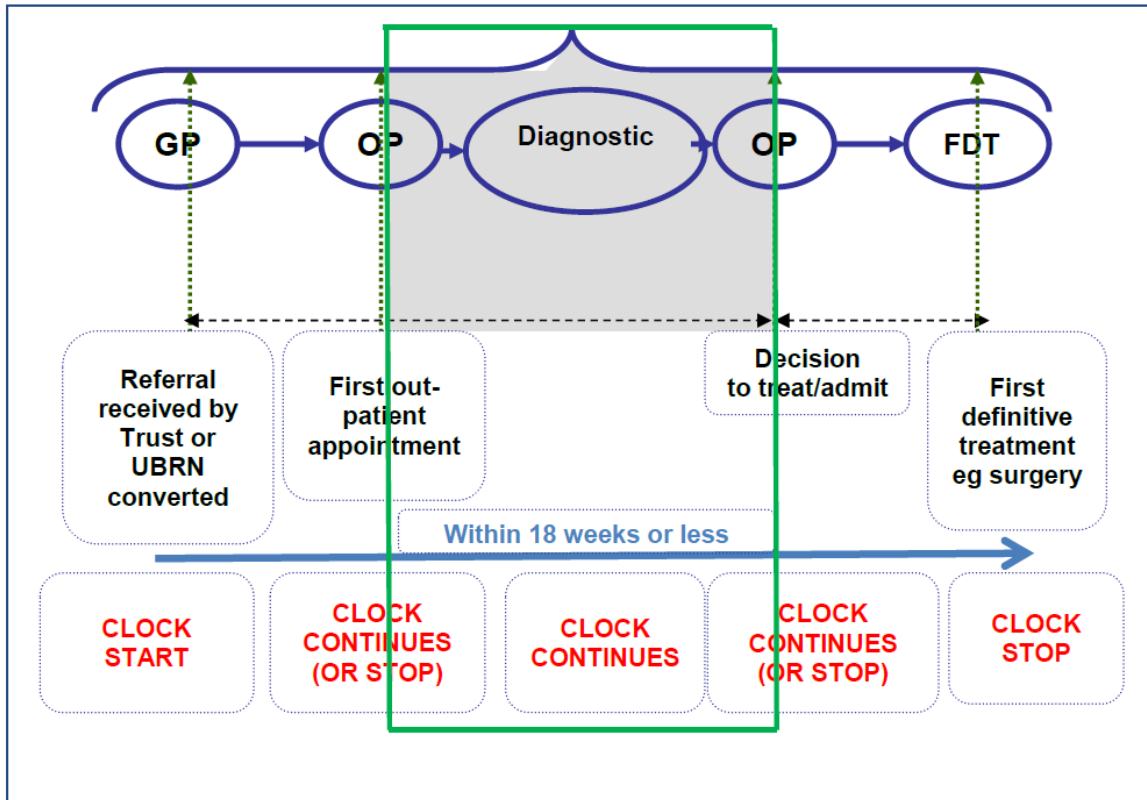 GP
OP
Diagnostic
OP
FDT
Referral
received by
Trust or
UBRN
converted
First out-
patient
appointment
Decision
to treat/admit
First
definitive
treatment
eg surgery
Within 18 weeks or less
CLOCK
START
CLOCK
CONTINUES
(OR STOP)
CLOCK
CONTINUES
CLOCK
CONTINUES
(OR STOP)
CLOCK
STOP